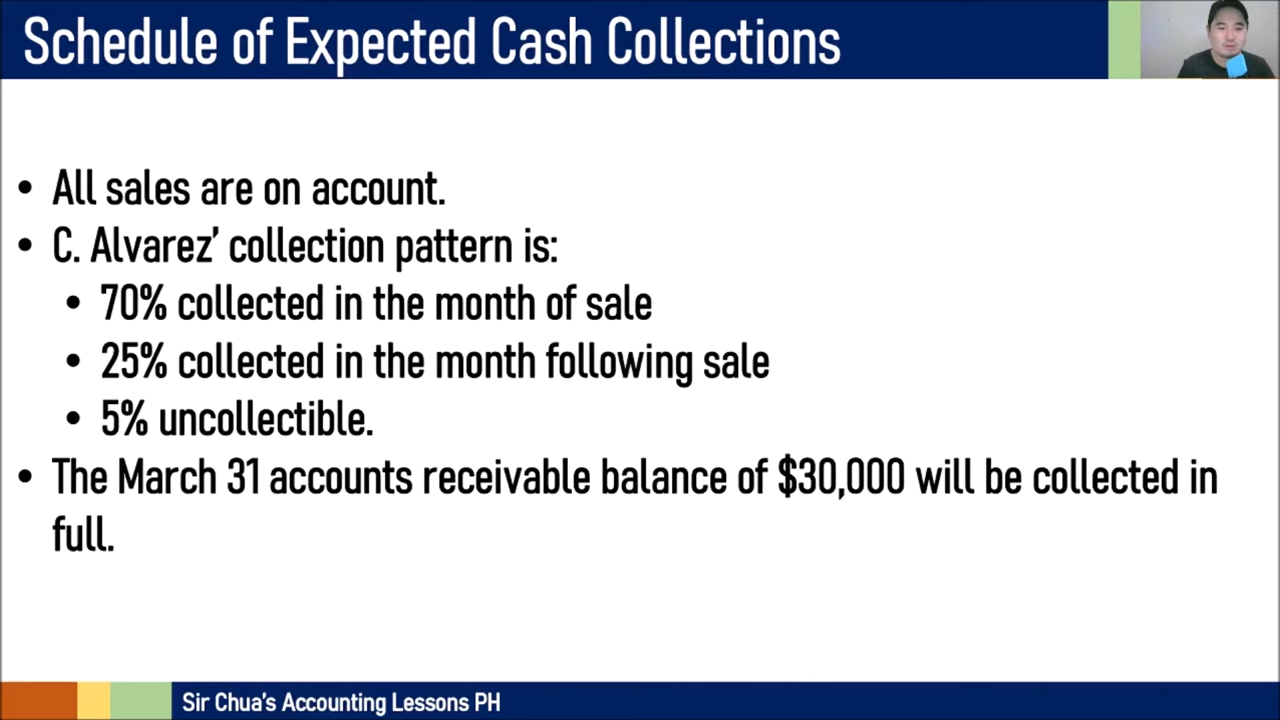 Schedule of Expected Cash Collections
• All sales are on account.
• C. Alvarez’ collection pattern is:
• 70% collected in the month of sale
• 25% collected in the month following sale
• 5% uncollectible.
• The March 31 accounts receivable balance of $30,000 will be collected in
full.
Sir Chua's Accounting Lessons PH